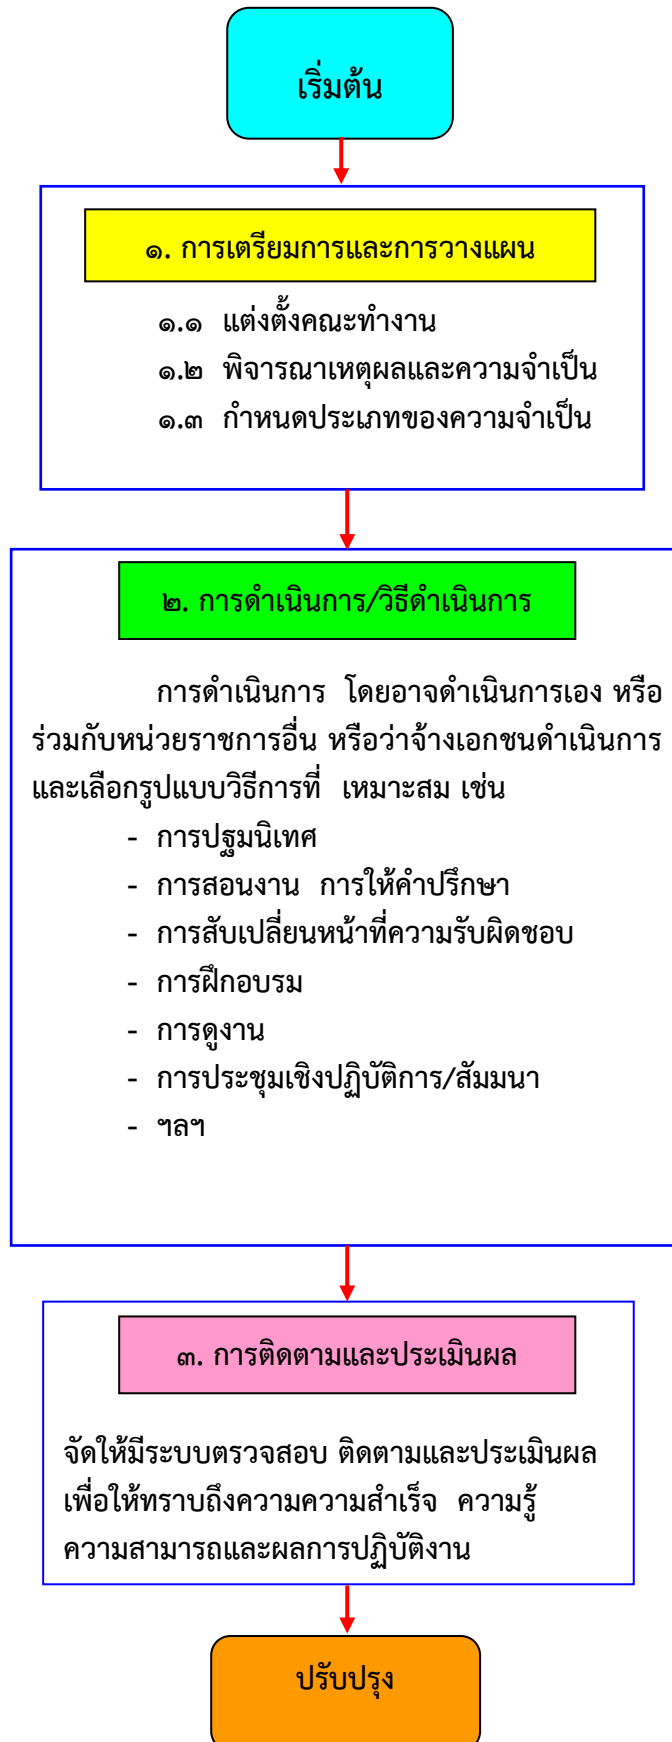 เริ่มต้น
๑. การเตรียมการและการวางแผน
๑.๑ แต่งตั้งคณะทำงาน
๑.๒ พิจารณาเหตุผลและความจำเป็น
๑.๓ กำหนดประเภทของความจำเป็น
๒. การดำเนินการ/วิธีดำเนินการ
การดำเนินการ โดยอาจดำเนินการเอง หรือ
ร่วมกับหน่วยราชการอื่น หรือว่าจ้างเอกชนดำเนินการ
และเลือกรูปแบบวิธีการที่ เหมาะสม เช่น
- การปฐมนิเทศ
- การสอนงาน การให้คำปรึกษา
- การสับเปลี่ยนหน้าที่ความรับผิดชอบ
- การฝึกอบรม
- การดูงาน
- การประชุมเชิงปฏิบัติการ/สัมมนา
- ฯลฯ
๓. การติดตามและประเมินผล
จัดให้มีระบบตรวจสอบ ติดตามและประเมินผล
เพื่อให้ทราบถึงความความสำเร็จ ความรู้
ความสามารถและผลการปฏิบัติงาน
ปรับปรุง